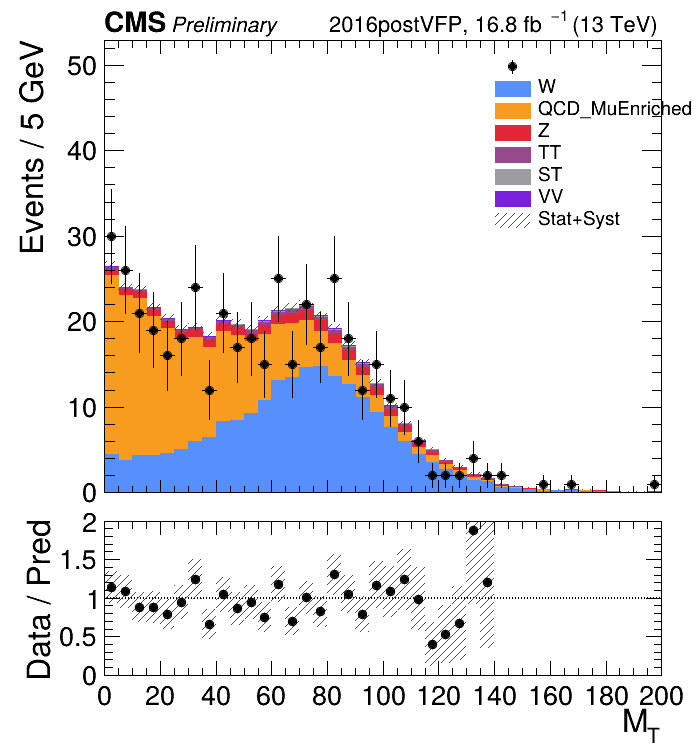 CMS Preliminary 2016postVFP, 16.8 fb⁻¹ (13 TeV)
Events / 5 GeV
50
40
30
20
10
0
W
QCD_MuEnriched
Z
TT
ST
VV
Stat+Syst
Data / Pred
2
1.5
1
0.5
0
0 20 40 60 80 100 120 140 160 180 200
M_T